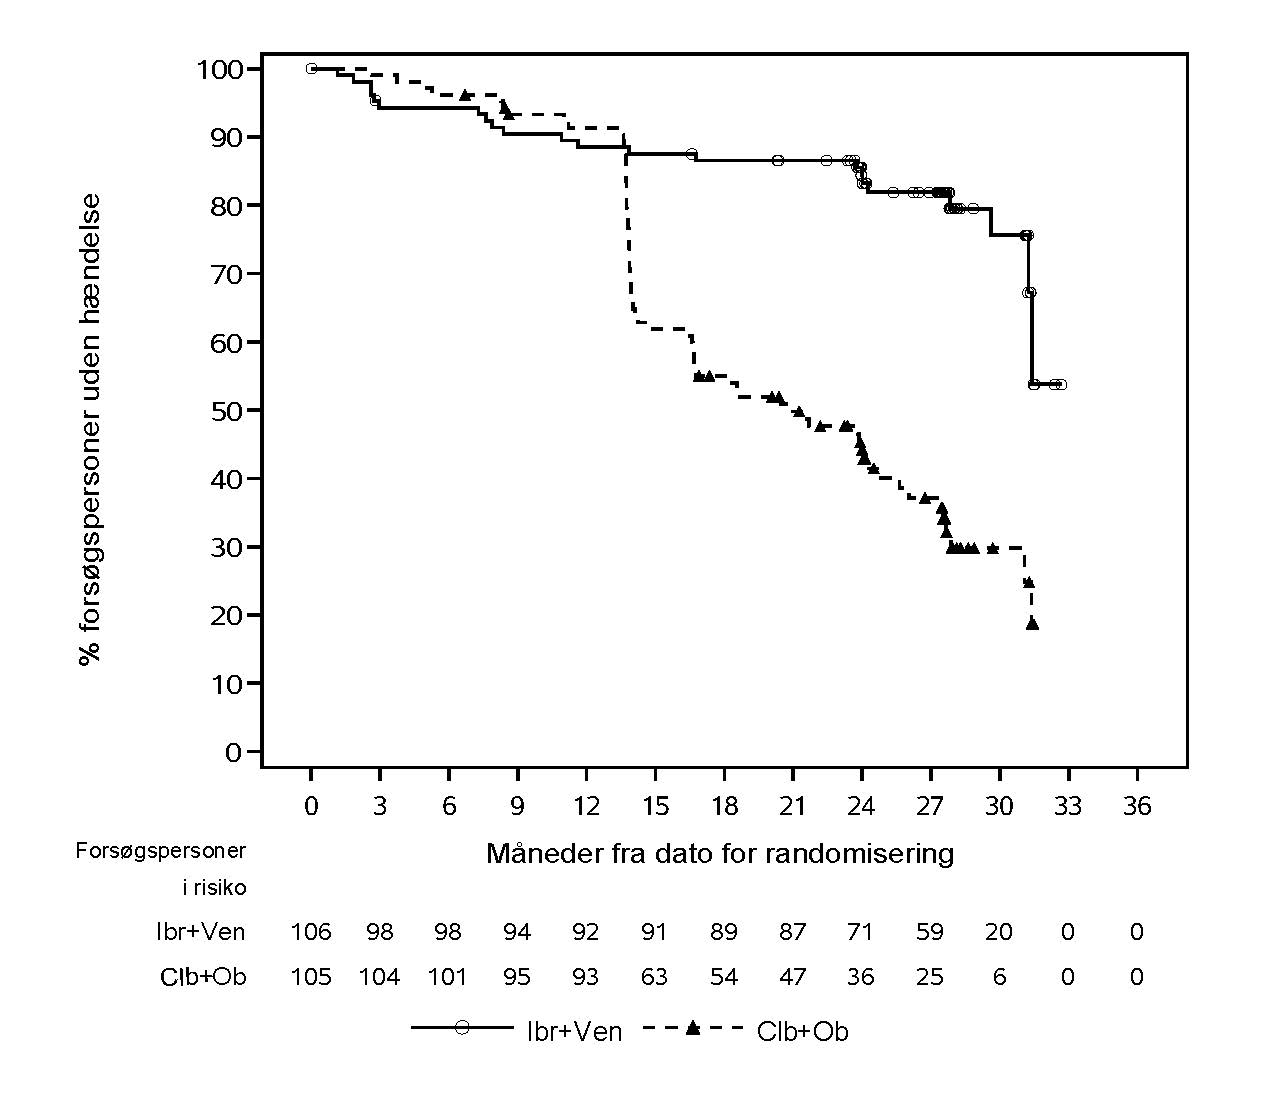 % forsøgspersoner uden hændelse
100
90
80
70
60
50
40
30
20
10
0
0 3 6 9 12 15 18 21 24 27 30 33 36
Måneder fra dato for randomisering
Forsøgspersoner
i risiko
Ibr+Ven 106 98 98 94 92 91 89 87 71 59 20 0 0
Clb+Ob 105 104 101 95 93 63 54 47 36 25 6 0 0
Ibr+Ven Clb+Ob